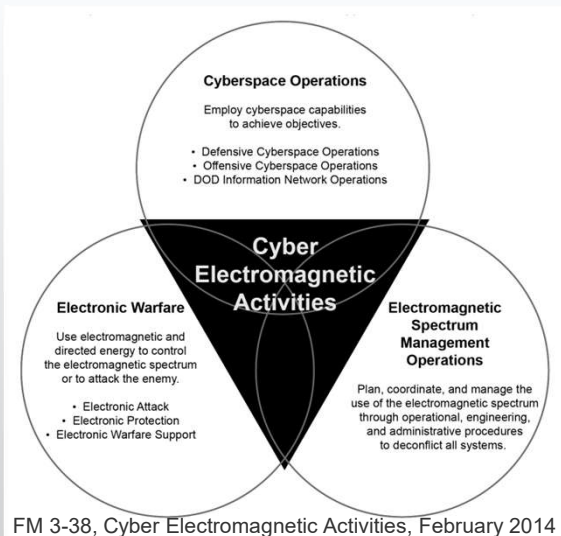 Cyberspace Operations
Employ cyberspace capabilities
to achieve objectives.
• Defensive Cyberspace Operations
• Offensive Cyberspace Operations
• DOD Information Network Operations
Cyber
Electromagnetic
Activities
Electronic Warfare
Use electromagnetic and
directed energy to control
the electromagnetic spectrum
or to attack the enemy.
• Electronic Attack
• Electronic Protection
• Electronic Warfare Support
Electromagnetic
Spectrum
Management
Operations
Plan, coordinate, and manage the
use of the electromagnetic spectrum
through operational, engineering,
and administrative procedures
to deconflict all systems.
FM 3-38, Cyber Electromagnetic Activities, February 2014